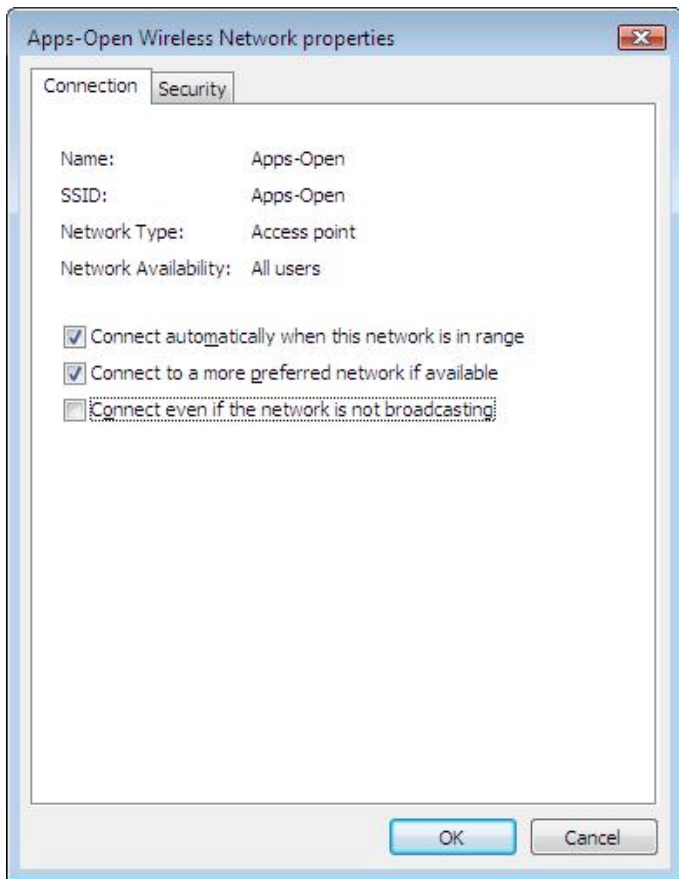 Apps-Open Wireless Network properties
Connection Security
Name: Apps-Open
SSID: Apps-Open
Network Type: Access point
Network Availability: All users
Connect automatically when this network is in range
Connect to a more preferred network if available
Connect even if the network is not broadcasting
OK Cancel